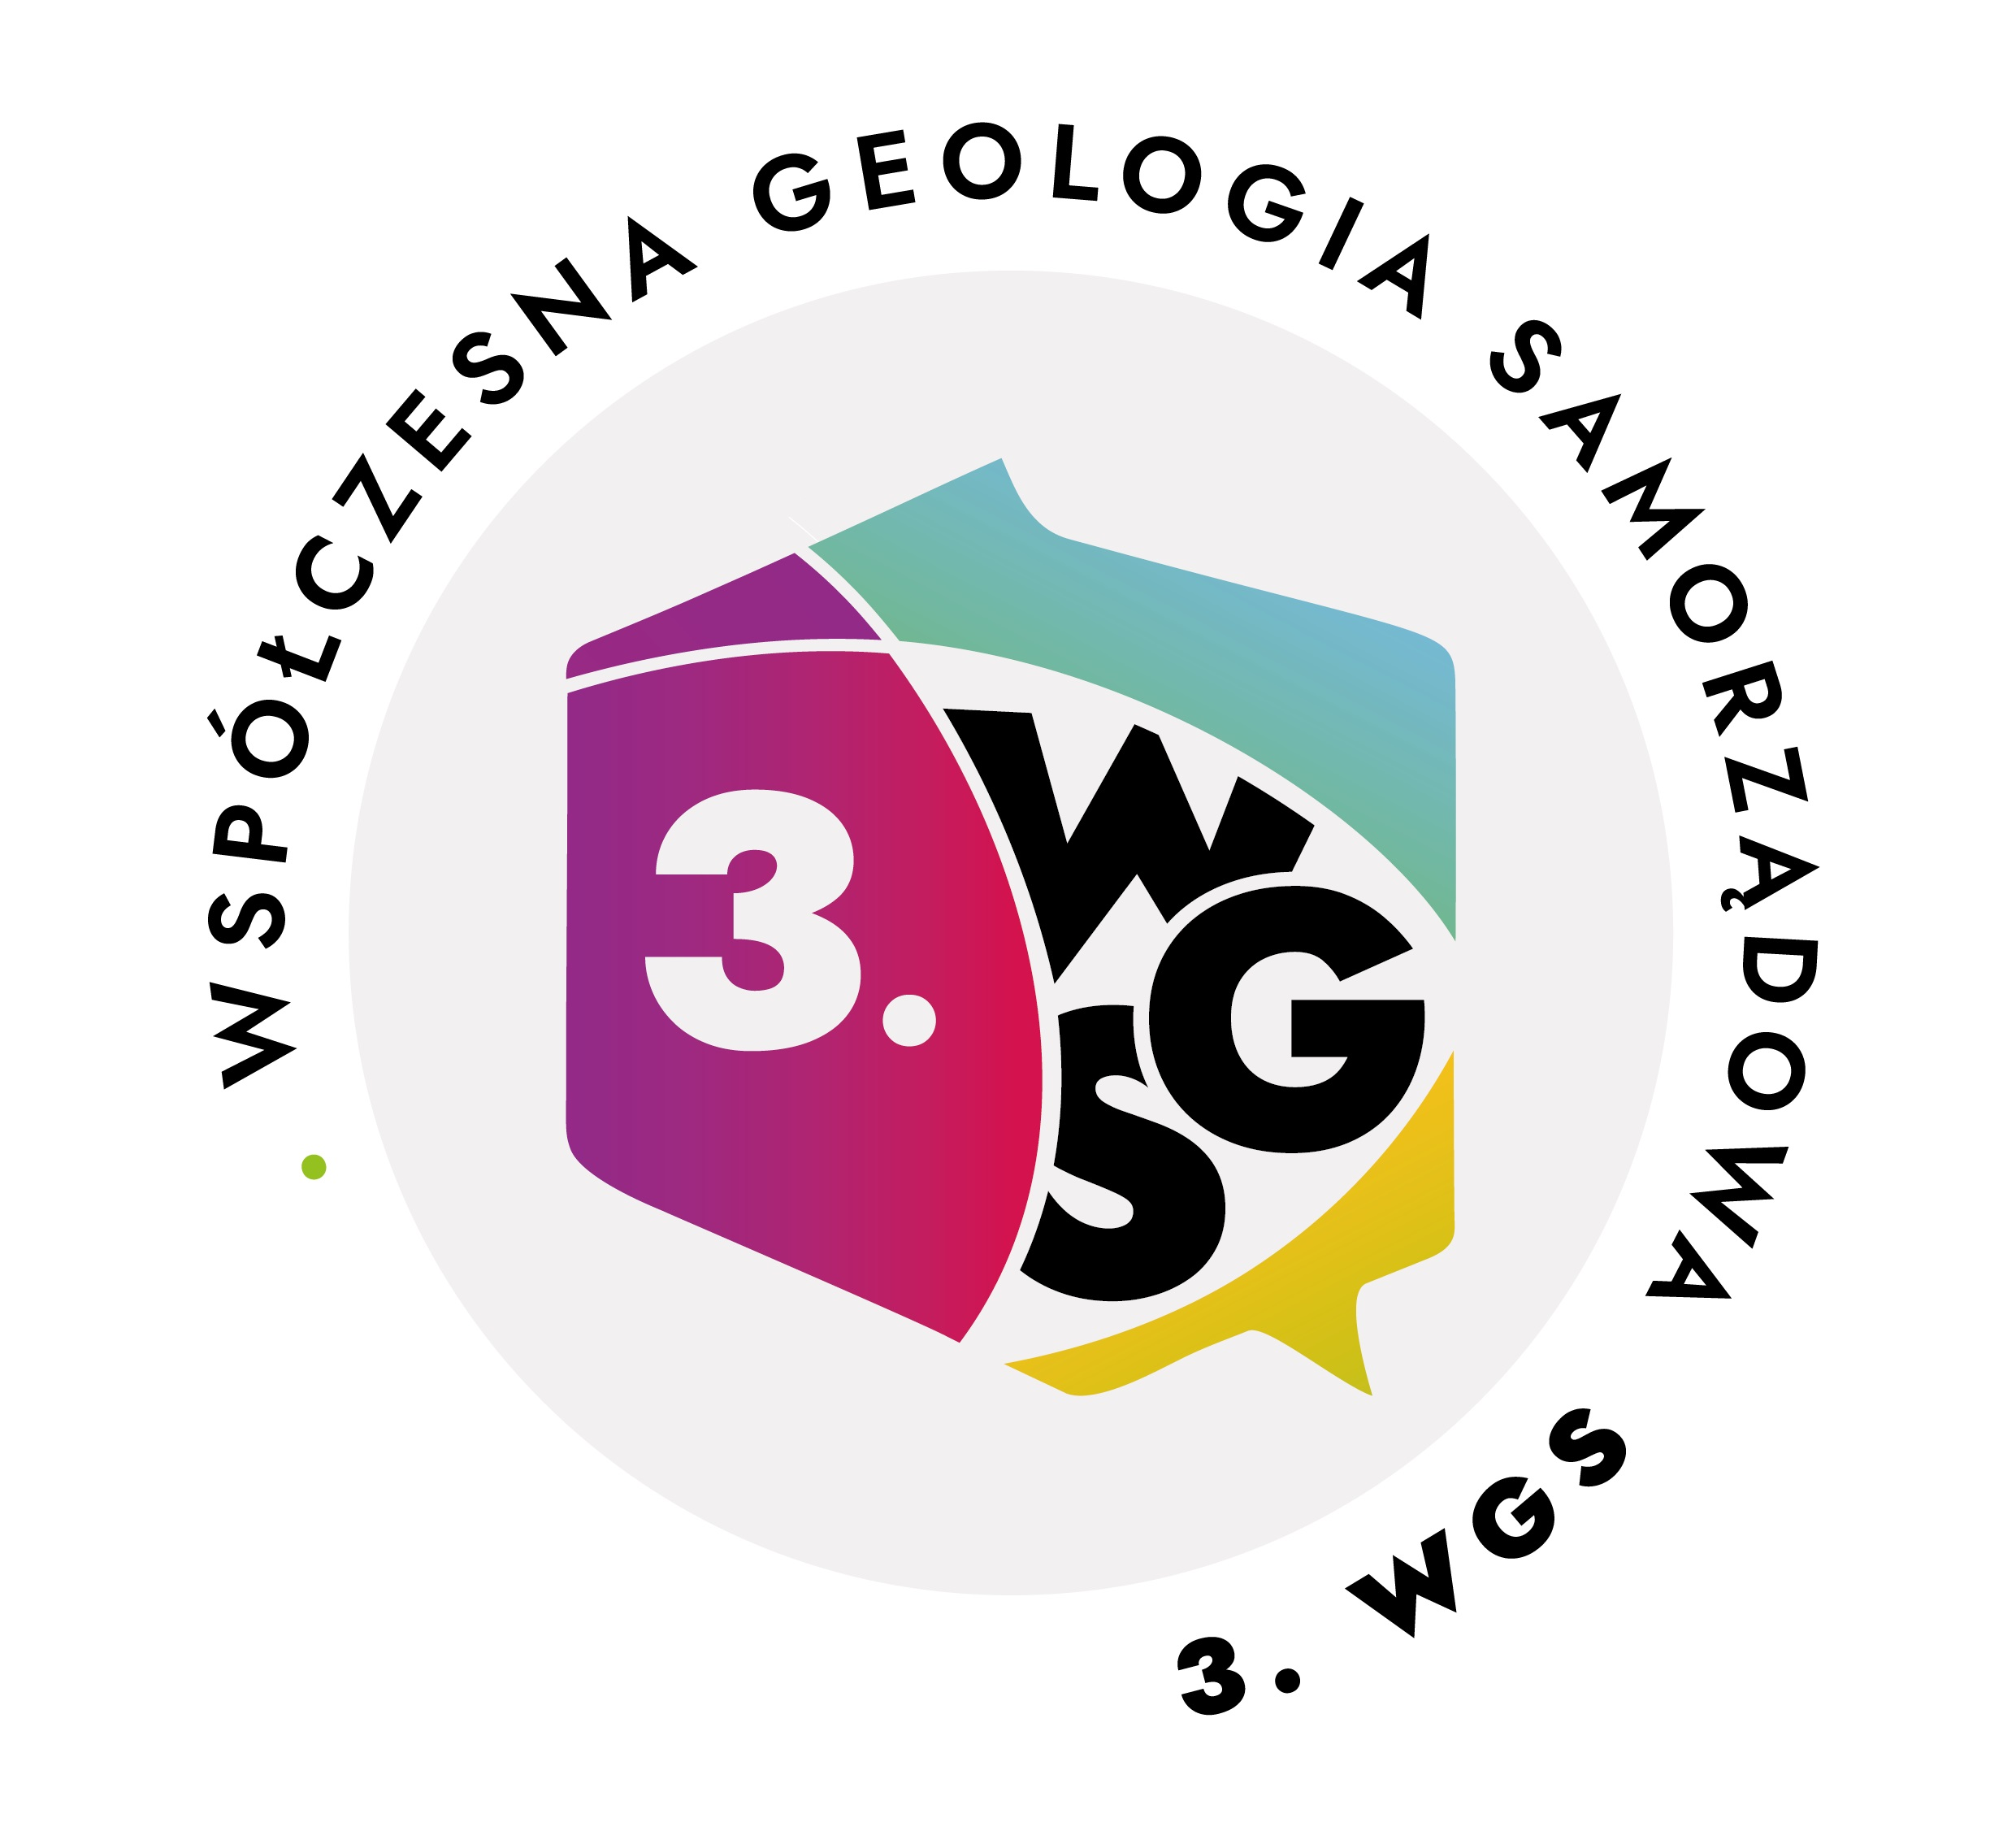 WSPÓŁCZESNA GEOLOGIA SAMORZĄDOWA
3. WGS
3.
WGS